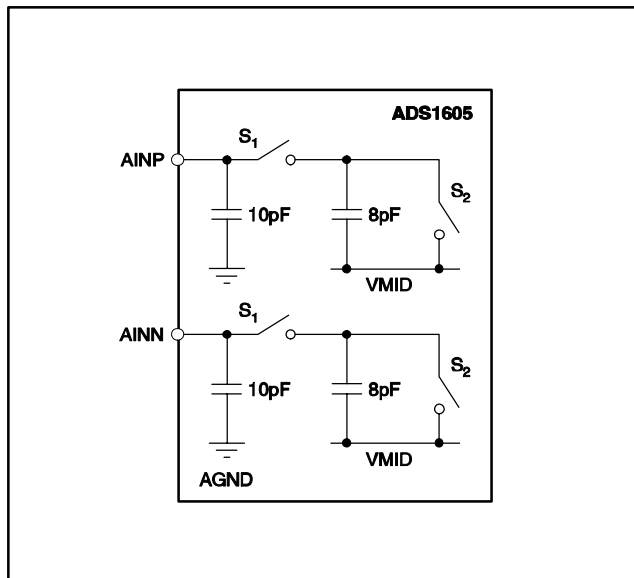 ADS1605
S1
AINP
S2
10pF
8pF
VMID
S1
AINN
S2
10pF
8pF
VMID
AGND